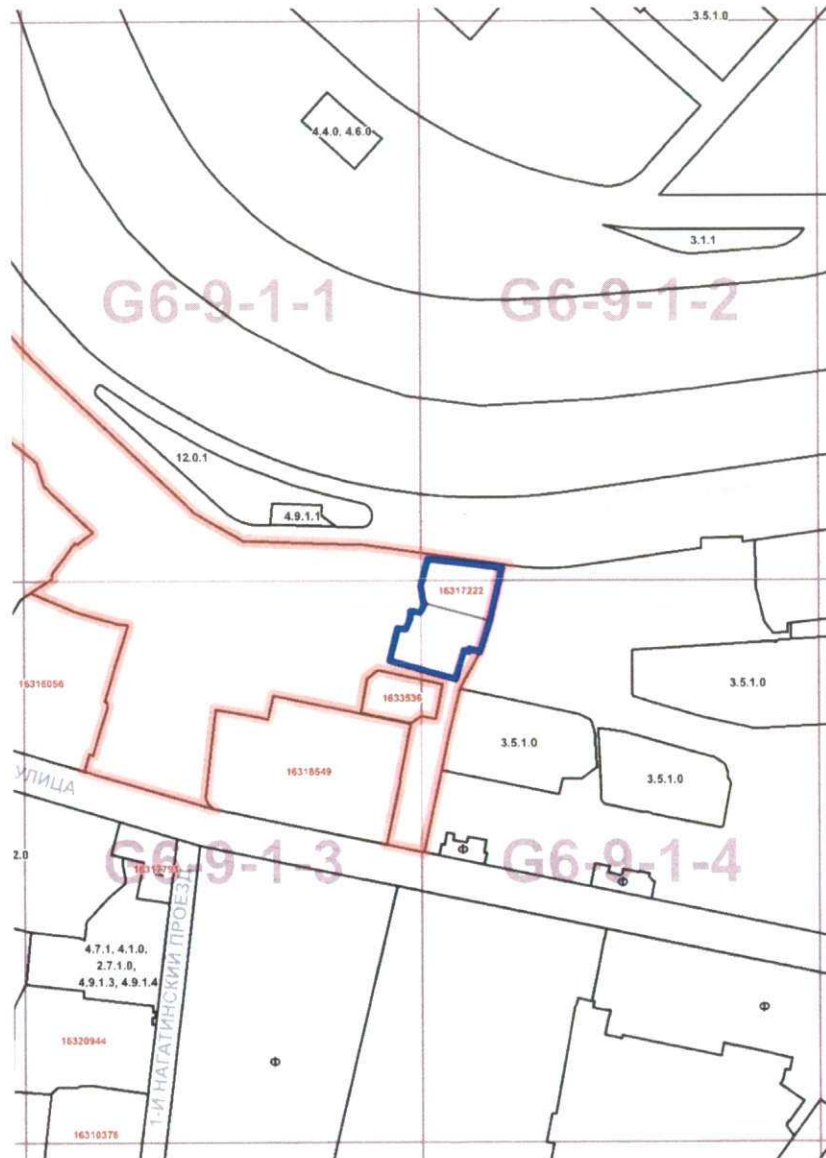 3.5.1.0
4.4.0, 4.6.0
3.1.1
G6-9-1-1
G6-9-1-2
12.0.1
4.9.1.1
16317222
16316056
1633536
3.5.1.0
3.5.1.0
3.5.1.0
16318649
УЛИЦА
2.0
G6-9-1-3
G6-9-1-4
Ф
Ф
4.7.1, 4.1.0,
2.7.1.0,
4.9.1.3, 4.9.1.4
1-Й НАГАТИНСКИЙ ПРОЕЗД
Ф
16320944
Ф
16310376